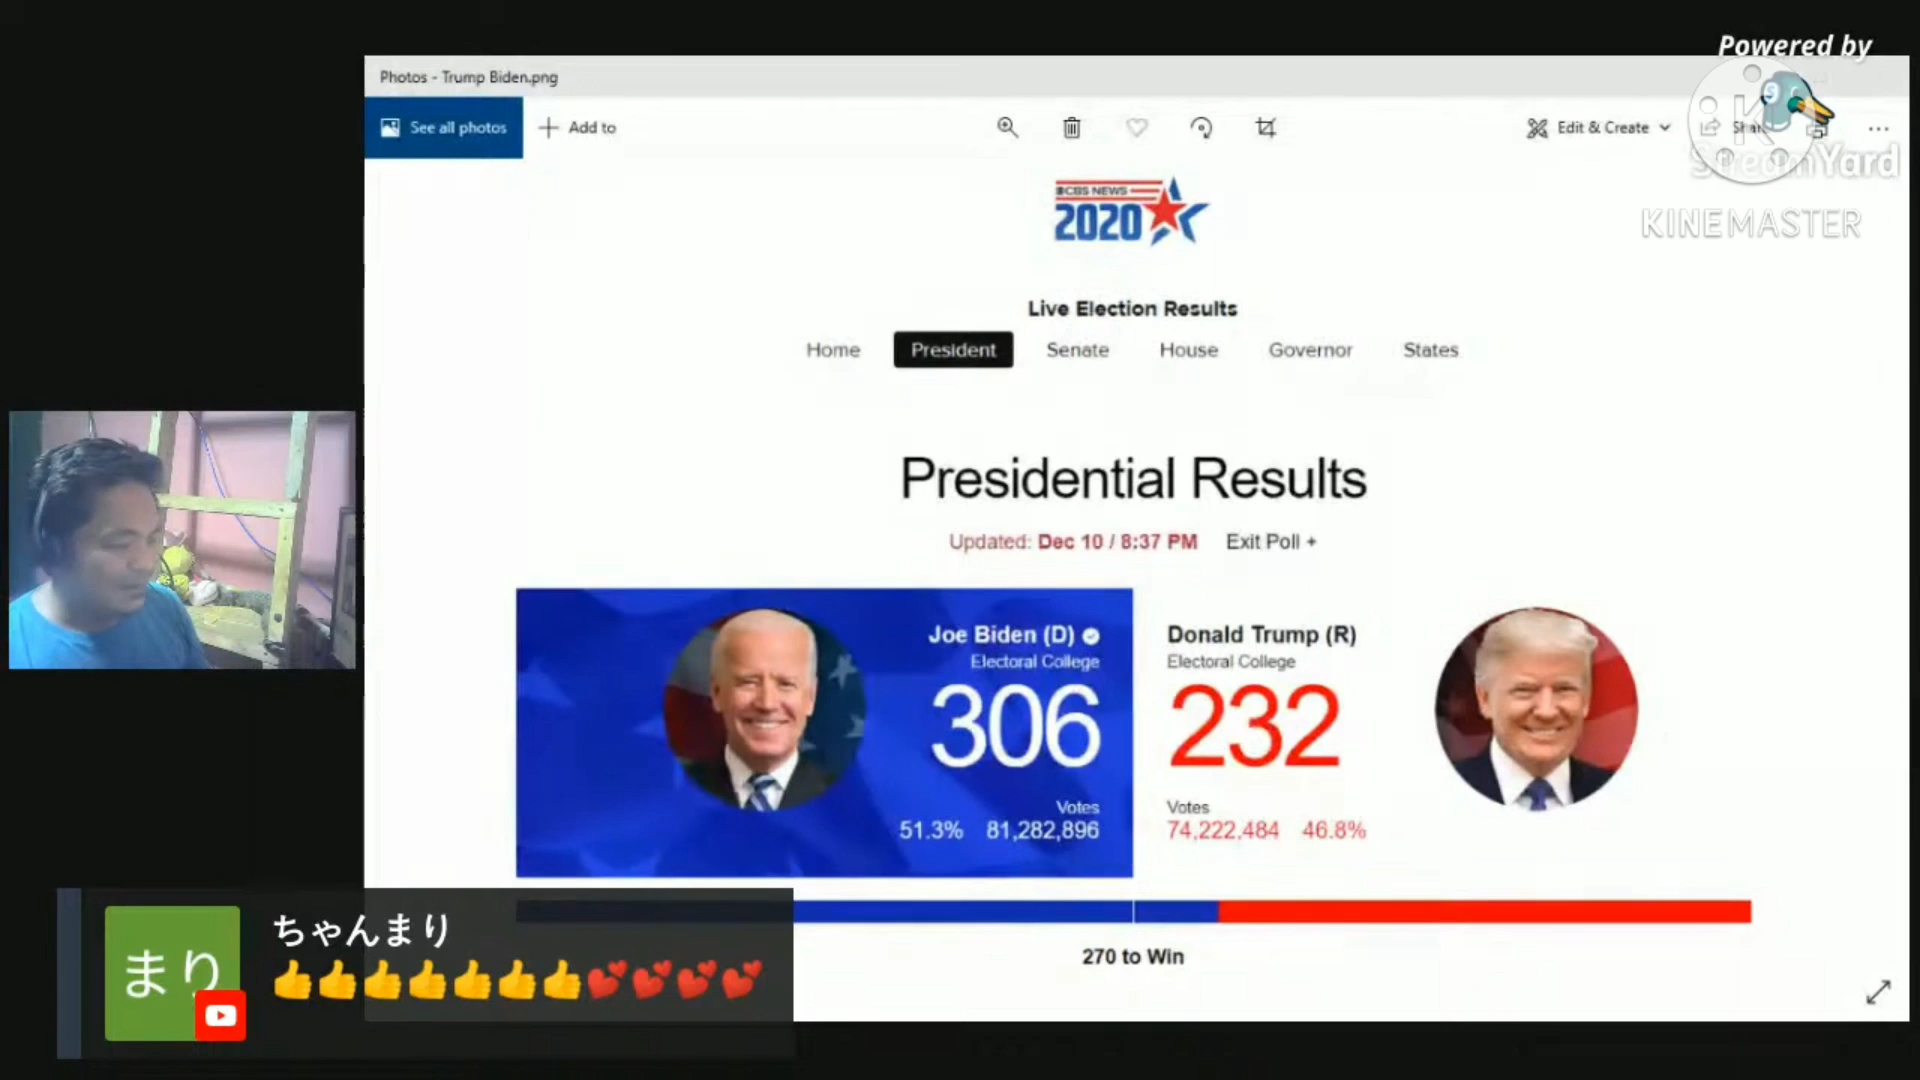 Powered by
StreamYard
KINEMASTER
Photos - Trump Biden.png
See all photos
Add to
Edit & Create
CBS NEWS
2020
Live Election Results
Home President Senate House Governor States
Presidential Results
Updated: Dec 10 / 8:37 PM Exit Poll +
Joe Biden (D)
Electoral College
306
Votes
51.3% 81,282,896
Donald Trump (R)
Electoral College
232
Votes
74,222,484 46.8%
270 to Win
まり
ちゃんまり
👍👍👍👍👍👍👍💕💕💕💕